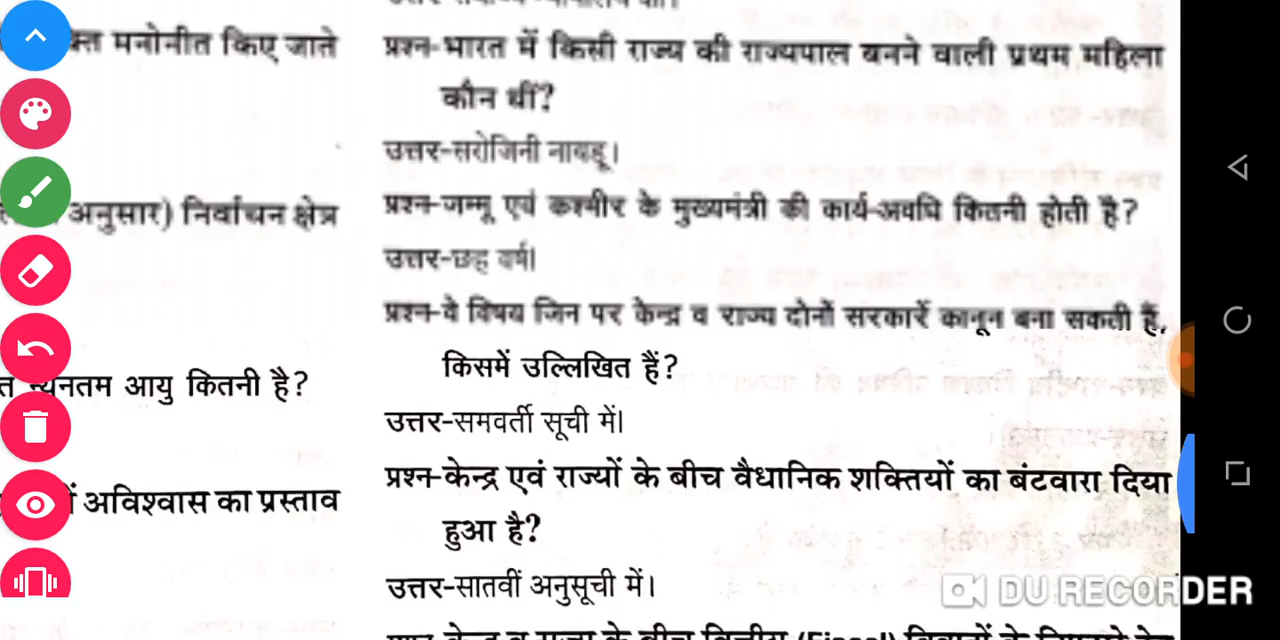 मनोनीत किए जाते
अनुसार) निर्वाचन क्षेत्र
न्यूनतम आयु कितनी है?
अविश्वास का प्रस्ताव
प्रश्न-भारत में किसी राज्य की राज्यपाल बनने वाली प्रथम महिला
कौन थीं?
उत्तर-सरोजिनी नायडू।
प्रश्न-जम्मू एवं कश्मीर के मुख्यमंत्री की कार्य-अवधि कितनी होती है?
उत्तर-छह वर्ष।
प्रश्न-वे विषय जिन पर केन्द्र व राज्य दोनों सरकारें कानून बना सकती हैं,
किसमें उल्लिखित हैं?
उत्तर-समवर्ती सूची में।
प्रश्न-केन्द्र एवं राज्यों के बीच वैधानिक शक्तियों का बंटवारा दिया
हुआ है?
उत्तर-सातवीं अनुसूची में।
DU RECORDER